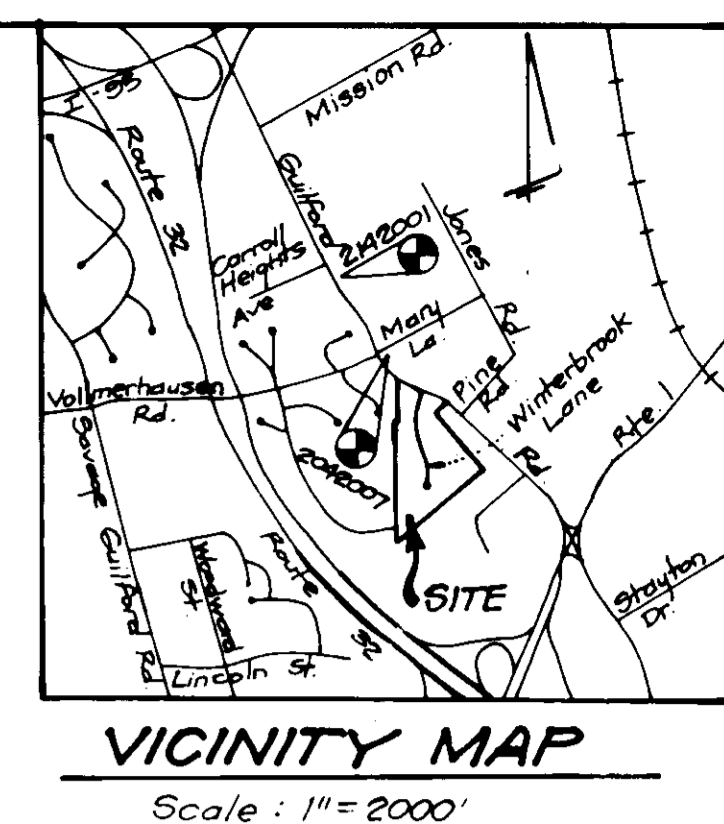 I-95
Mission Rd.
Route 32
Guilford
Rd
2142001
Jones
Rd.
Carroll
Heights
Ave
Mary
La.
Pine
Rd
Winterbrook
Lane
Rte. 1
Vollmerhausen
Rd.
2042007
Savage Guilford Rd
Woodward
St
Route 32
SITE
Stayton
Dr.
Lincoln St.
VICINITY MAP
Scale : 1" = 2000'